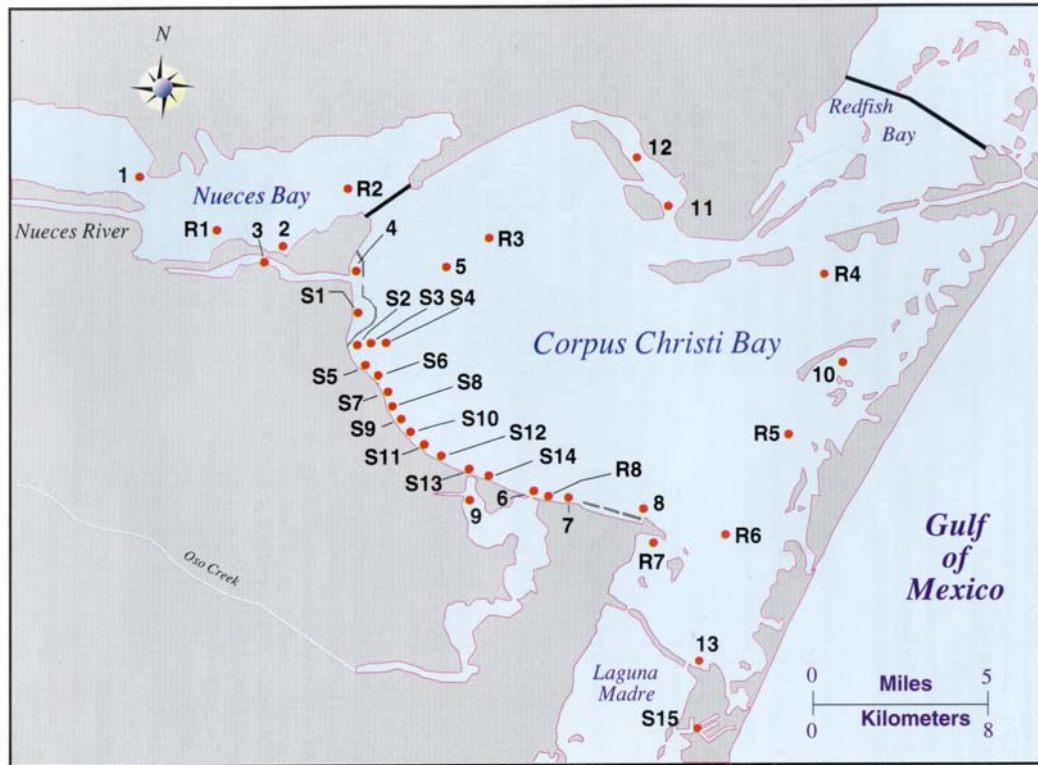 N
Redfish
Bay
12
1
Nueces Bay
R2
11
Nueces River
R1
3
2
4
R3
5
R4
S1
S2
S3
S4
Corpus Christi Bay
S5
S6
10
S7
S8
S9
S10
R5
S11
S12
S13
S14
6
R8
9
7
8
R6
R7
Gulf
of
Mexico
Oso Creek
13
Laguna
Madre
0
5
Miles
Kilometers
0
8
S15